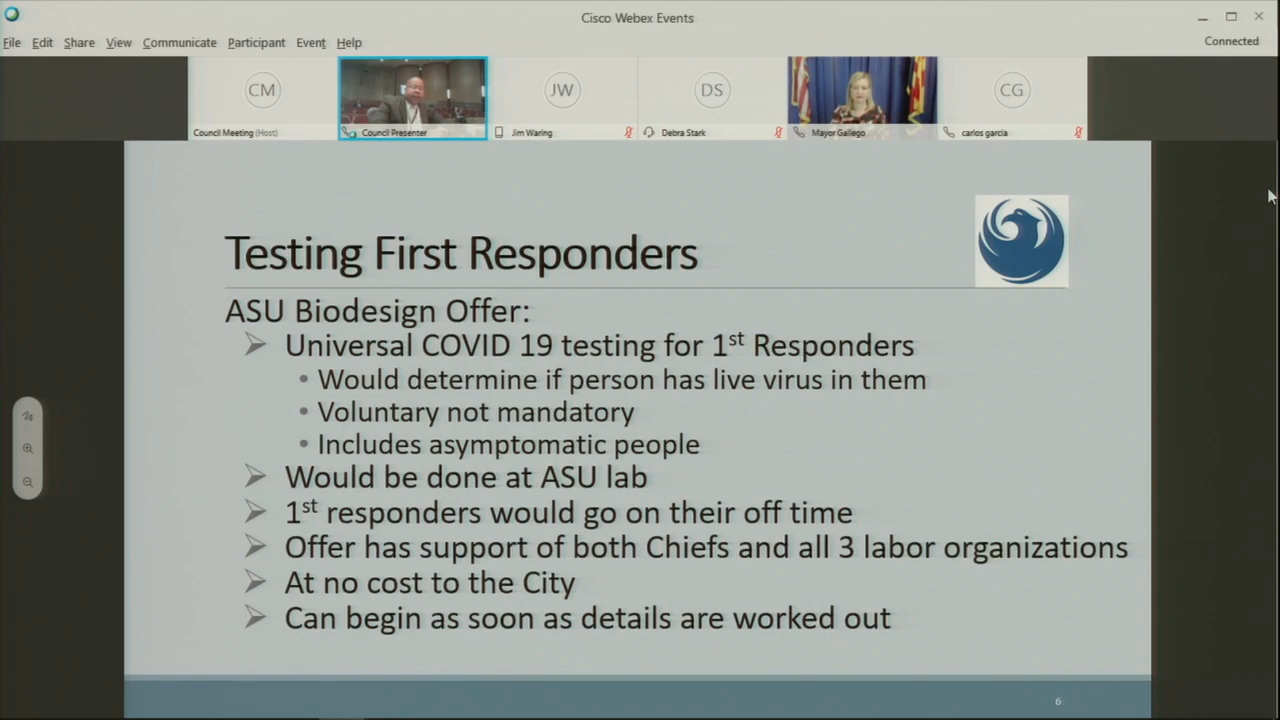 Cisco Webex Events
File Edit Share View Communicate Participant Event Help
Connected
CM
JW
DS
CG
Council Meeting (Host)
Council Presenter
Jim Waring
Debra Stark
Mayor Gallego
carlos garcia
Testing First Responders
ASU Biodesign Offer:
Universal COVID 19 testing for 1st Responders
• Would determine if person has live virus in them
• Voluntary not mandatory
• Includes asymptomatic people
Would be done at ASU lab
1st responders would go on their off time
Offer has support of both Chiefs and all 3 labor organizations
At no cost to the City
Can begin as soon as details are worked out
6